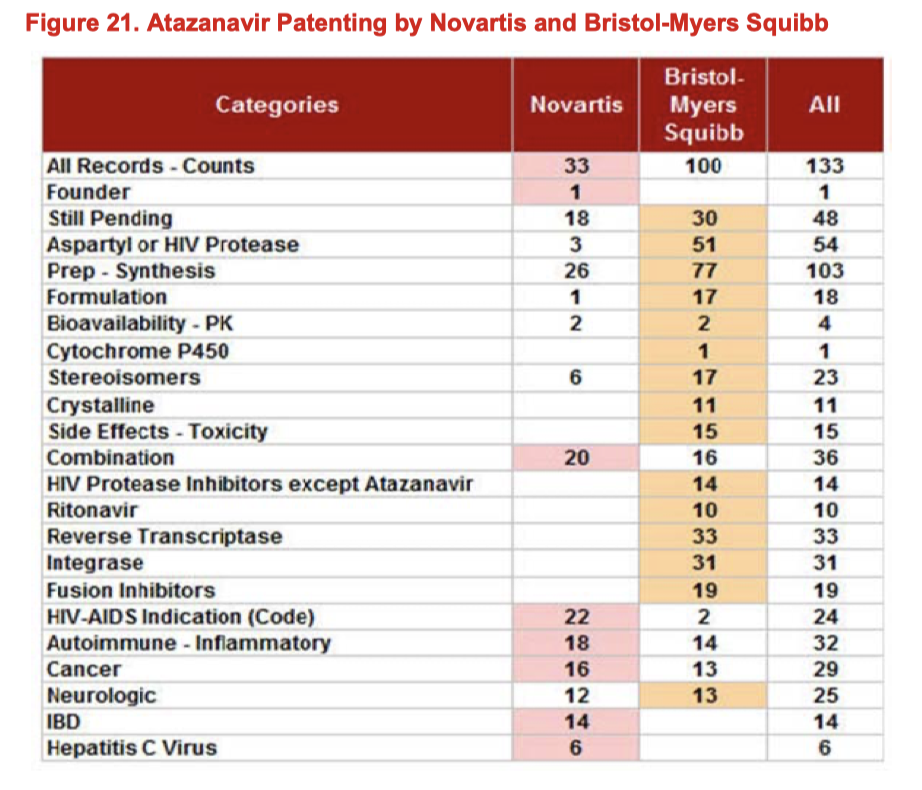 Figure 21. Atazanavir Patenting by Novartis and Bristol-Myers Squibb
Categories Novartis Bristol-Myers Squibb All
All Records - Counts 33 100 133
Founder 1 1
Still Pending 18 30 48
Aspartyl or HIV Protease 3 51 54
Prep - Synthesis 26 77 103
Formulation 1 17 18
Bioavailability - PK 2 2 4
Cytochrome P450 1 1
Stereoisomers 6 17 23
Crystalline 11 11
Side Effects - Toxicity 15 15
Combination 20 16 36
HIV Protease Inhibitors except Atazanavir 14 14
Ritonavir 10 10
Reverse Transcriptase 33 33
Integrase 31 31
Fusion Inhibitors 19 19
HIV-AIDS Indication (Code) 22 2 24
Autoimmune - Inflammatory 18 14 32
Cancer 16 13 29
Neurologic 12 13 25
IBD 14 14
Hepatitis C Virus 6 6